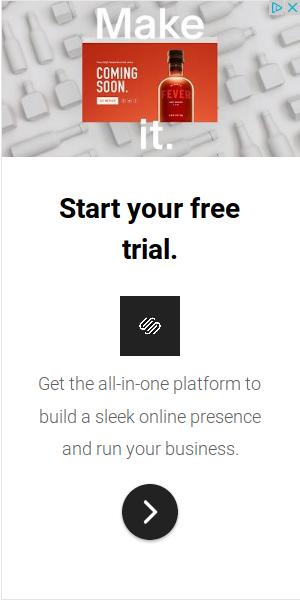 Make
COMING
SOON.
FEVER
it.
Start your free
trial.
Get the all-in-one platform to
build a sleek online presence
and run your business.